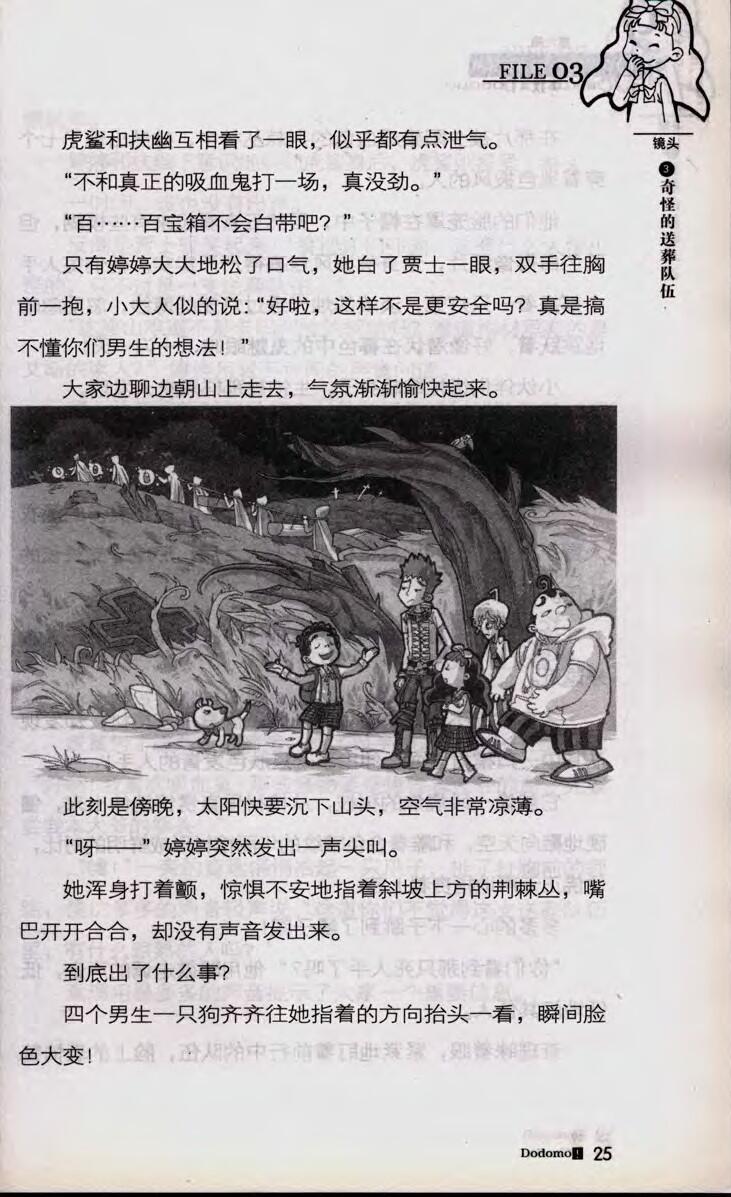 FILE 03
镜头
❸奇怪的送葬队伍
虎鲨和扶幽互相看了一眼，似乎都有点泄气。
“不和真正的吸血鬼打一场，真没劲。”
“百……百宝箱不会白带吧？”
只有婷婷大大地松了口气，她白了贾士一眼，双手往胸
前一抱，小大人似的说：“好啦，这样不是更安全吗？真是搞
不懂你们男生的想法！”
大家边聊边朝山上走去，气氛渐渐愉快起来。
此刻是傍晚，太阳快要沉下山头，空气非常凉薄。
“呀——”婷婷突然发出一声尖叫。
她浑身打着颤，惊惧不安地指着斜坡上方的荆棘丛，嘴
巴开开合合，却没有声音发出来。
到底出了什么事？
四个男生一只狗齐齐往她指着的方向抬头一看，瞬间脸
色大变！
Dodomo! 25